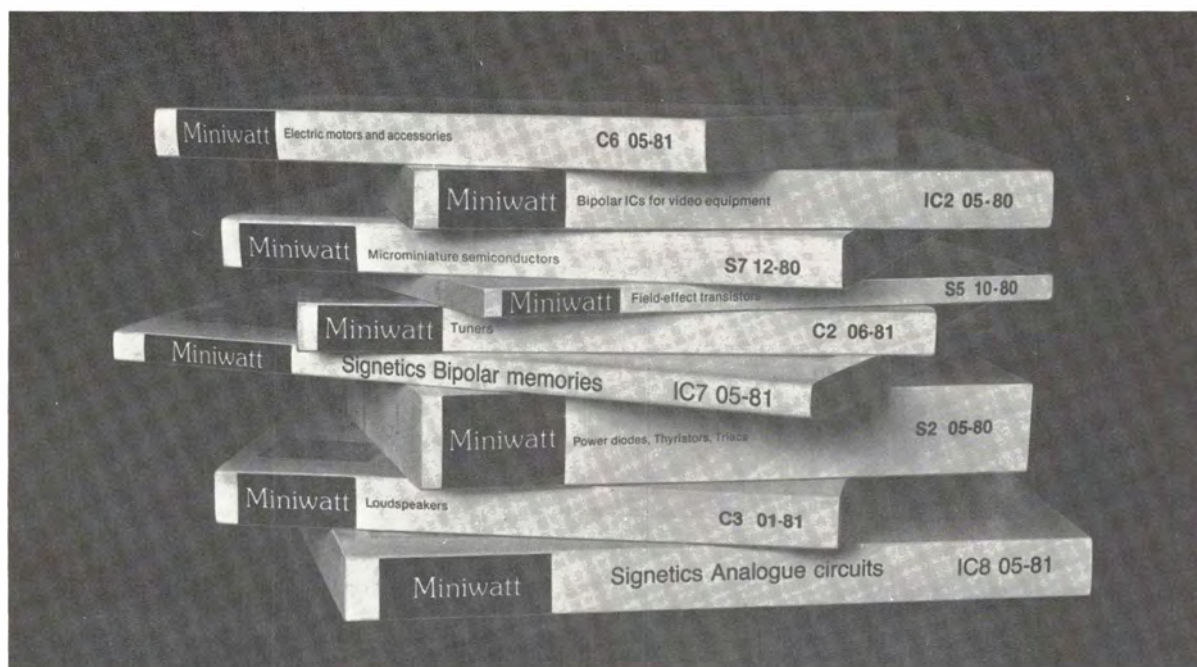 Miniwatt Electric motors and accessories C6 05-81
Miniwatt Bipolar ICs for video equipment IC2 05-80
Miniwatt Microminiature semiconductors S7 12-80
Miniwatt Field-effect transistors S5 10-80
Miniwatt Tuners C2 06-81
Miniwatt Signetics Bipolar memories IC7 05-81
Miniwatt Power diodes, Thyristors, Triacs S2 05-80
Miniwatt Loudspeakers C3 01-81
Miniwatt Signetics Analogue circuits IC8 05-81